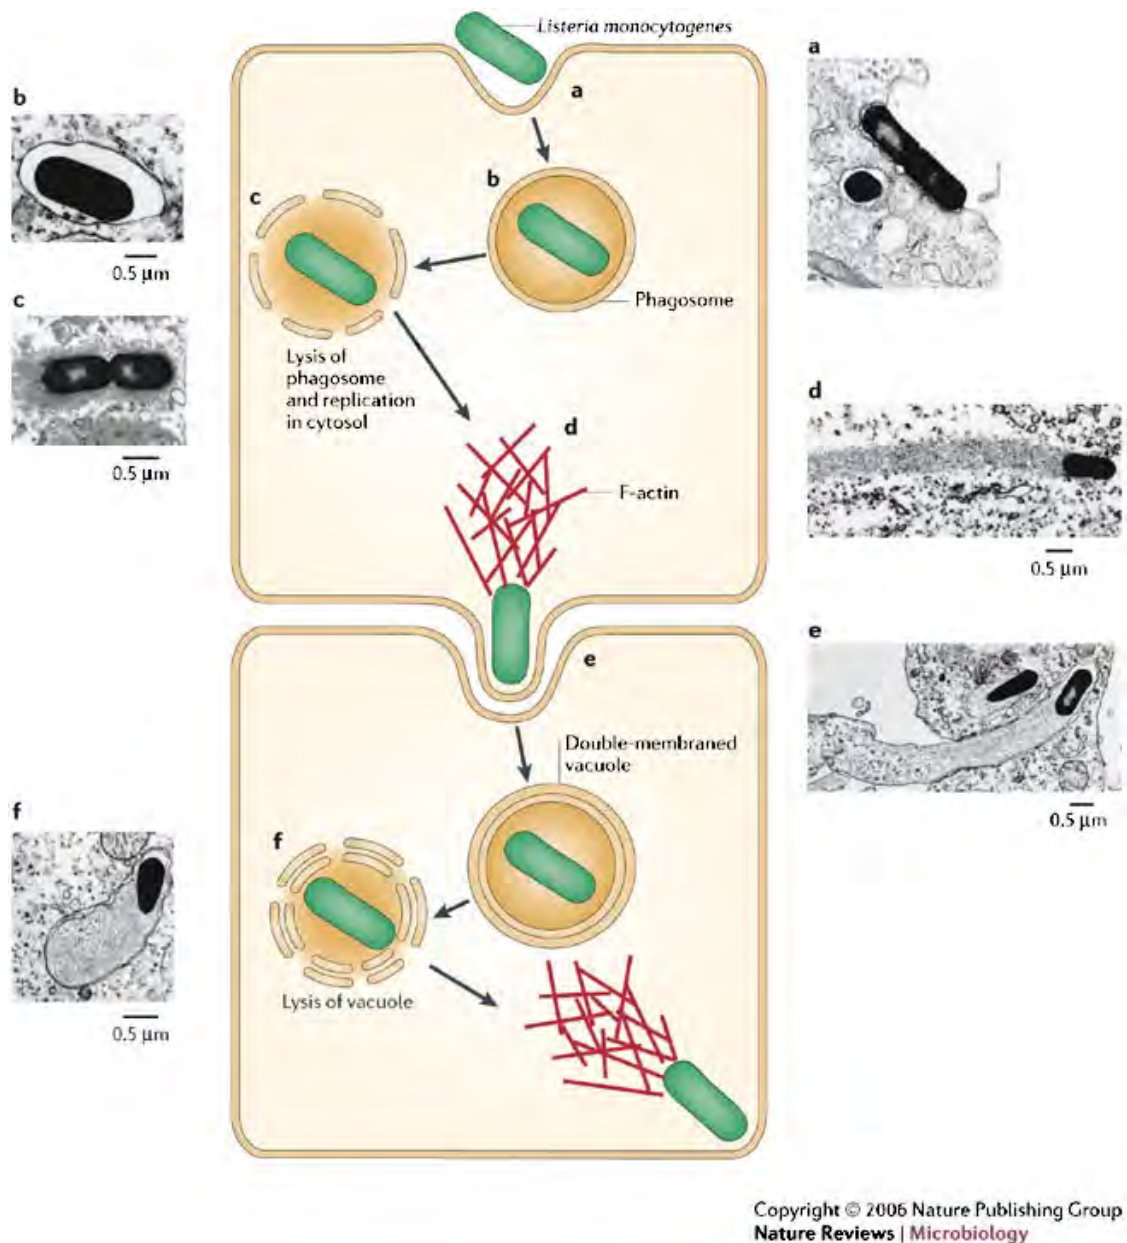 Listeria monocytogenes
a
a
b
b
0.5 μm
c
c
Phagosome
Lysis of
phagosome
and replication
in cytosol
0.5 μm
d
d
F-actin
0.5 μm
e
e
Double-membraned
vacuole
0.5 μm
f
f
Lysis of vacuole
0.5 μm
Copyright © 2006 Nature Publishing Group
Nature Reviews | Microbiology